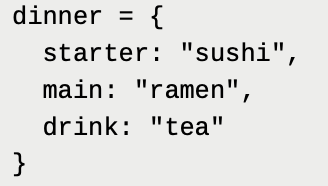 dinner = {
  starter: "sushi",
  main: "ramen",
  drink: "tea"
}